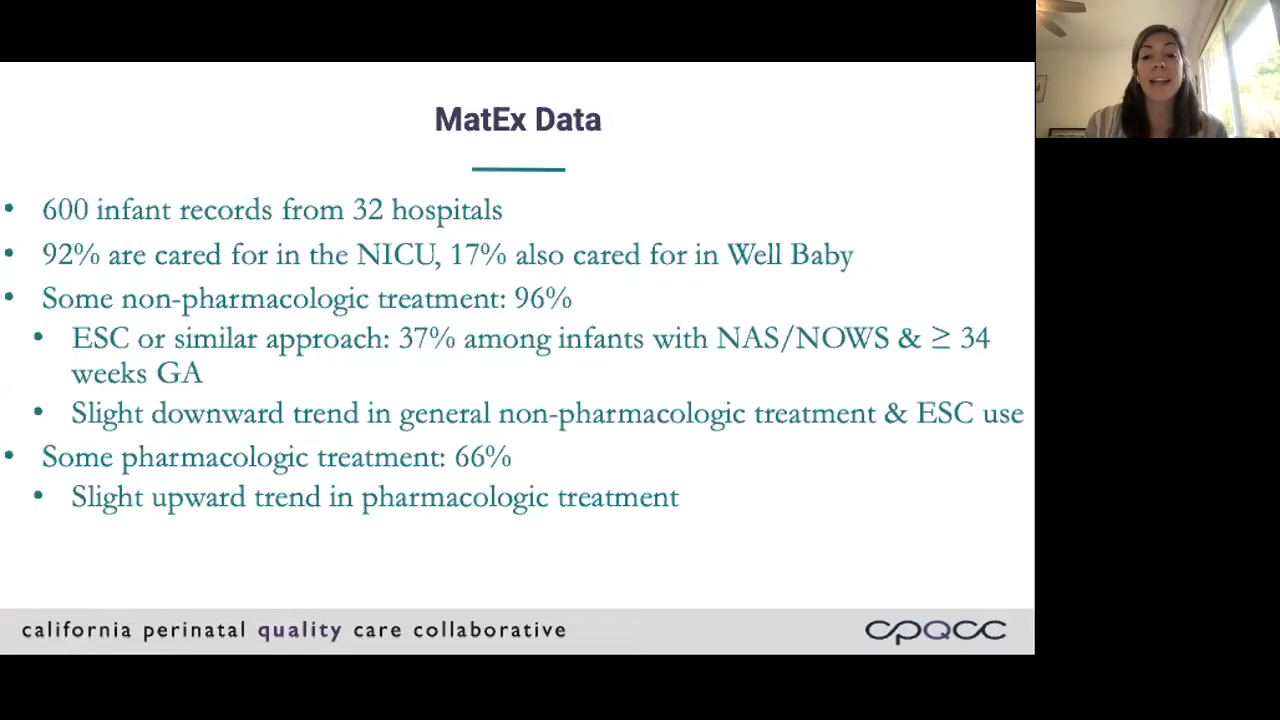 MatEx Data
• 600 infant records from 32 hospitals
• 92% are cared for in the NICU, 17% also cared for in Well Baby
• Some non-pharmacologic treatment: 96%
• ESC or similar approach: 37% among infants with NAS/NOWS & ≥ 34
weeks GA
• Slight downward trend in general non-pharmacologic treatment & ESC use
• Some pharmacologic treatment: 66%
• Slight upward trend in pharmacologic treatment
california perinatal quality care collaborative
cpqcc